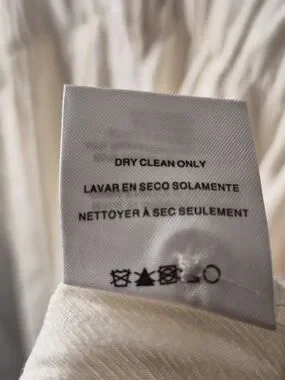 DRY CLEAN ONLY
LAVAR EN SECO SOLAMENTE
NETTOYER À SEC SEULEMENT